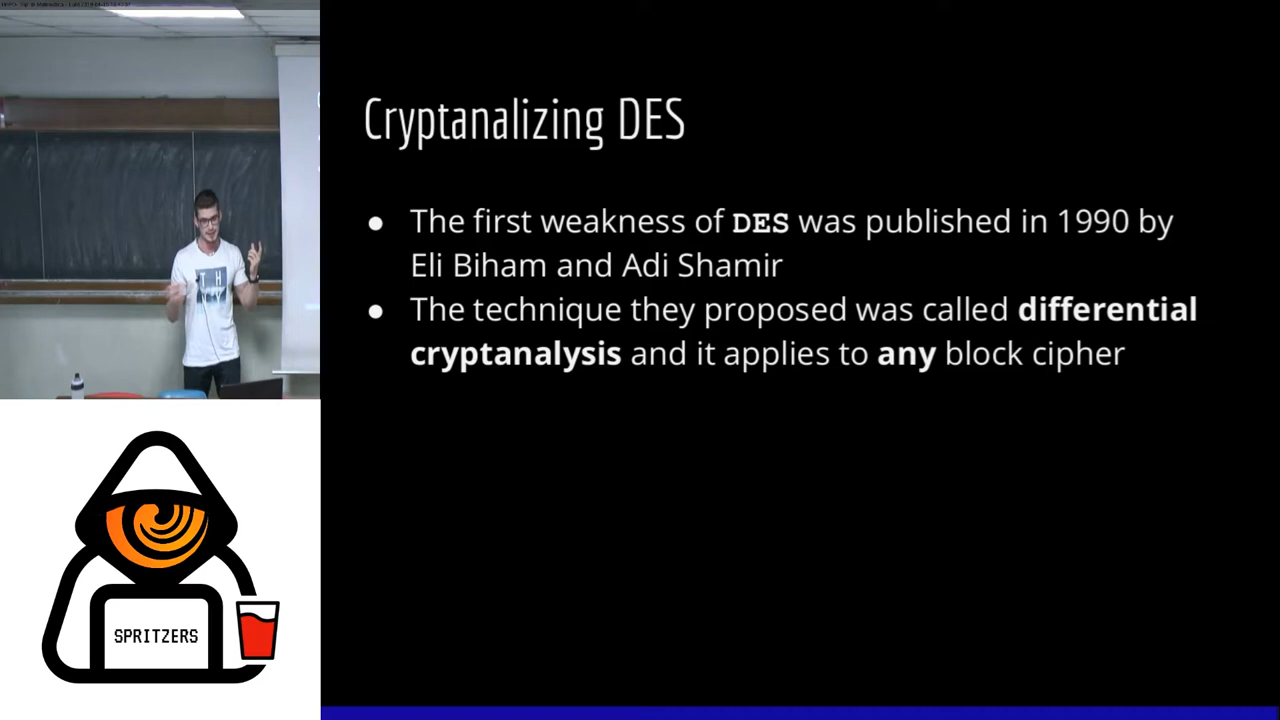 Cryptanalizing DES
● The first weakness of DES was published in 1990 by
Eli Biham and Adi Shamir
● The technique they proposed was called differential
cryptanalysis and it applies to any block cipher
T H
SPRITZERS